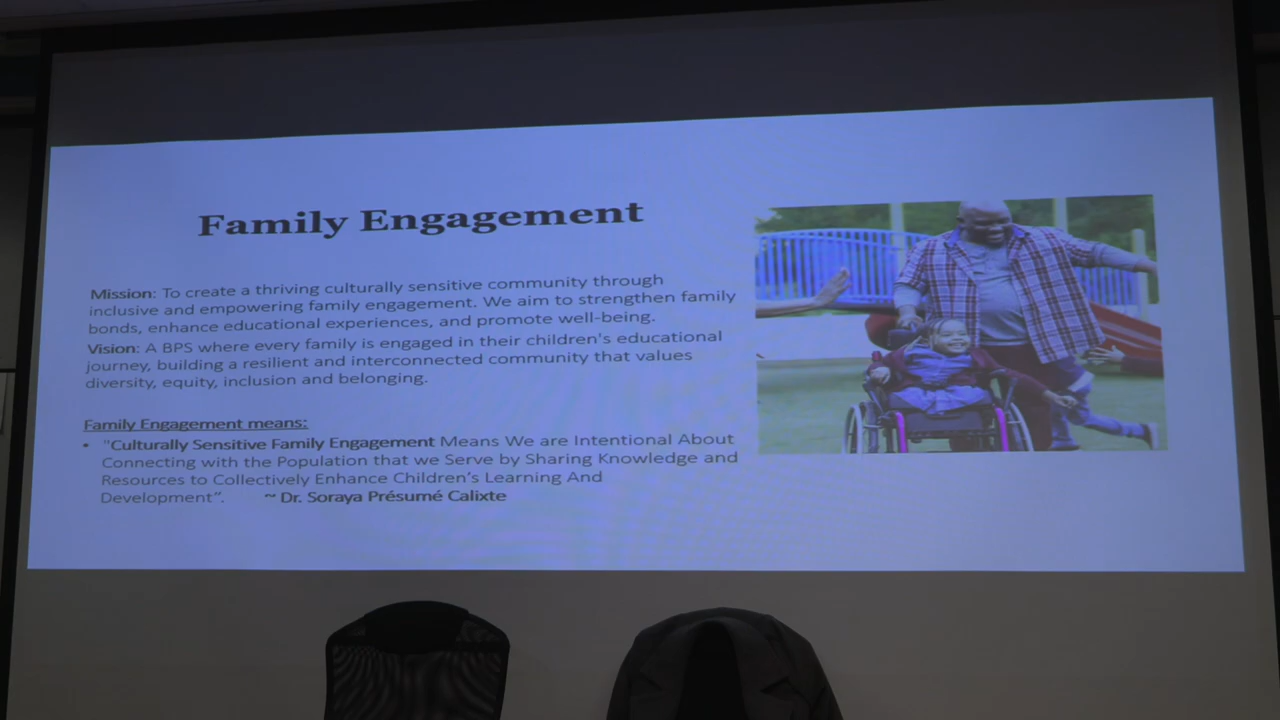 Family Engagement
Mission: To create a thriving culturally sensitive community through
inclusive and empowering family engagement. We aim to strengthen family
bonds, enhance educational experiences, and promote well-being.
Vision: A BPS where every family is engaged in their children's educational
journey, building a resilient and interconnected community that values
diversity, equity, inclusion and belonging.
Family Engagement means:
• "Culturally Sensitive Family Engagement Means We are Intentional About
Connecting with the Population that we Serve by Sharing Knowledge and
Resources to Collectively Enhance Children’s Learning And
Development”. ~ Dr. Soraya Présumé Calixte